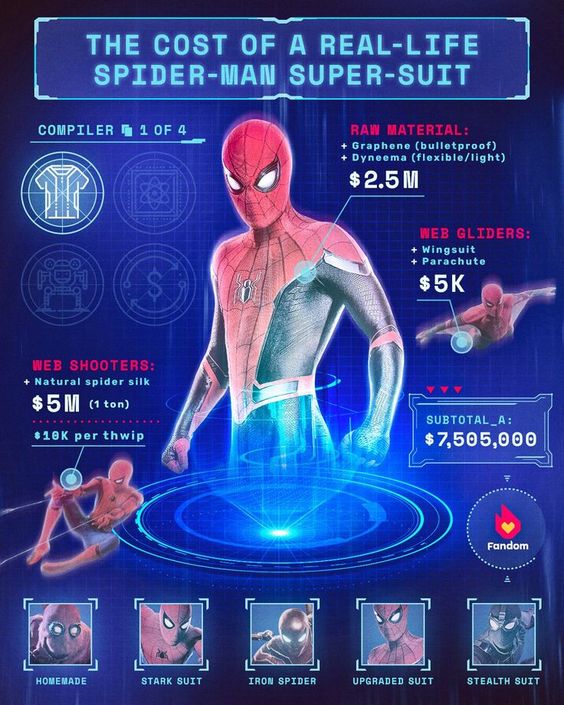 THE COST OF A REAL-LIFE
SPIDER-MAN SUPER-SUIT
COMPILER 1 OF 4
RAW MATERIAL:
+ Graphene (bulletproof)
+ Dyneema (flexible/light)
$2.5M
WEB GLIDERS:
+ Wingsuit
+ Parachute
$5K
WEB SHOOTERS:
+ Natural spider silk
$5M (1 ton)
$10K per thwip
SUBTOTAL_A:
$7,505,000
Fandom
HOMEMADE
STARK SUIT
IRON SPIDER
UPGRADED SUIT
STEALTH SUIT